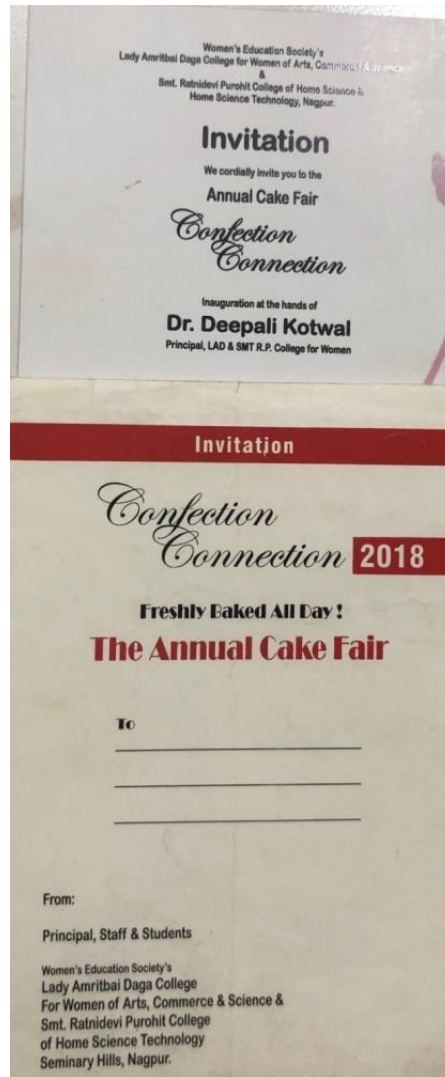 Women's Education Society's
Lady Amritbai Daga College for Women of Arts, Commerce & Science
&
Smt. Ratnidevi Purohit College of Home Science &
Home Science Technology, Nagpur.
Invitation
We cordially invite you to the
Annual Cake Fair
Confection
Connection
Inauguration at the hands of
Dr. Deepali Kotwal
Principal, LAD & SMT R.P. College for Women
Invitation
Confection
Connection 2018
Freshly Baked All Day !
The Annual Cake Fair
To
From:
Principal, Staff & Students
Women's Education Society's
Lady Amritbai Daga College
For Women of Arts, Commerce & Science &
Smt. Ratnidevi Purohit College
of Home Science Technology
Seminary Hills, Nagpur.